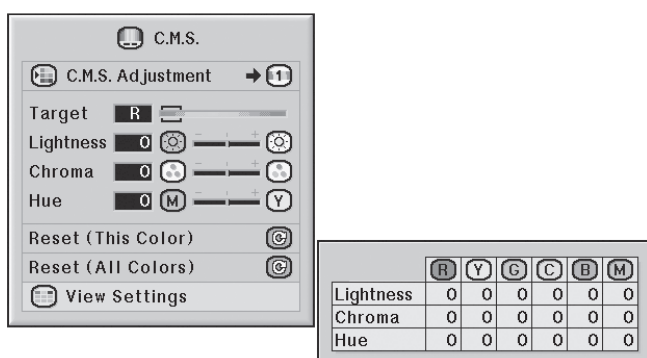 C.M.S.
C.M.S. Adjustment 1
Target R
Lightness 0
Chroma 0
Hue 0 M Y
Reset (This Color)
Reset (All Colors)
View Settings
R Y G C B M
Lightness 0 0 0 0 0 0
Chroma 0 0 0 0 0 0
Hue 0 0 0 0 0 0